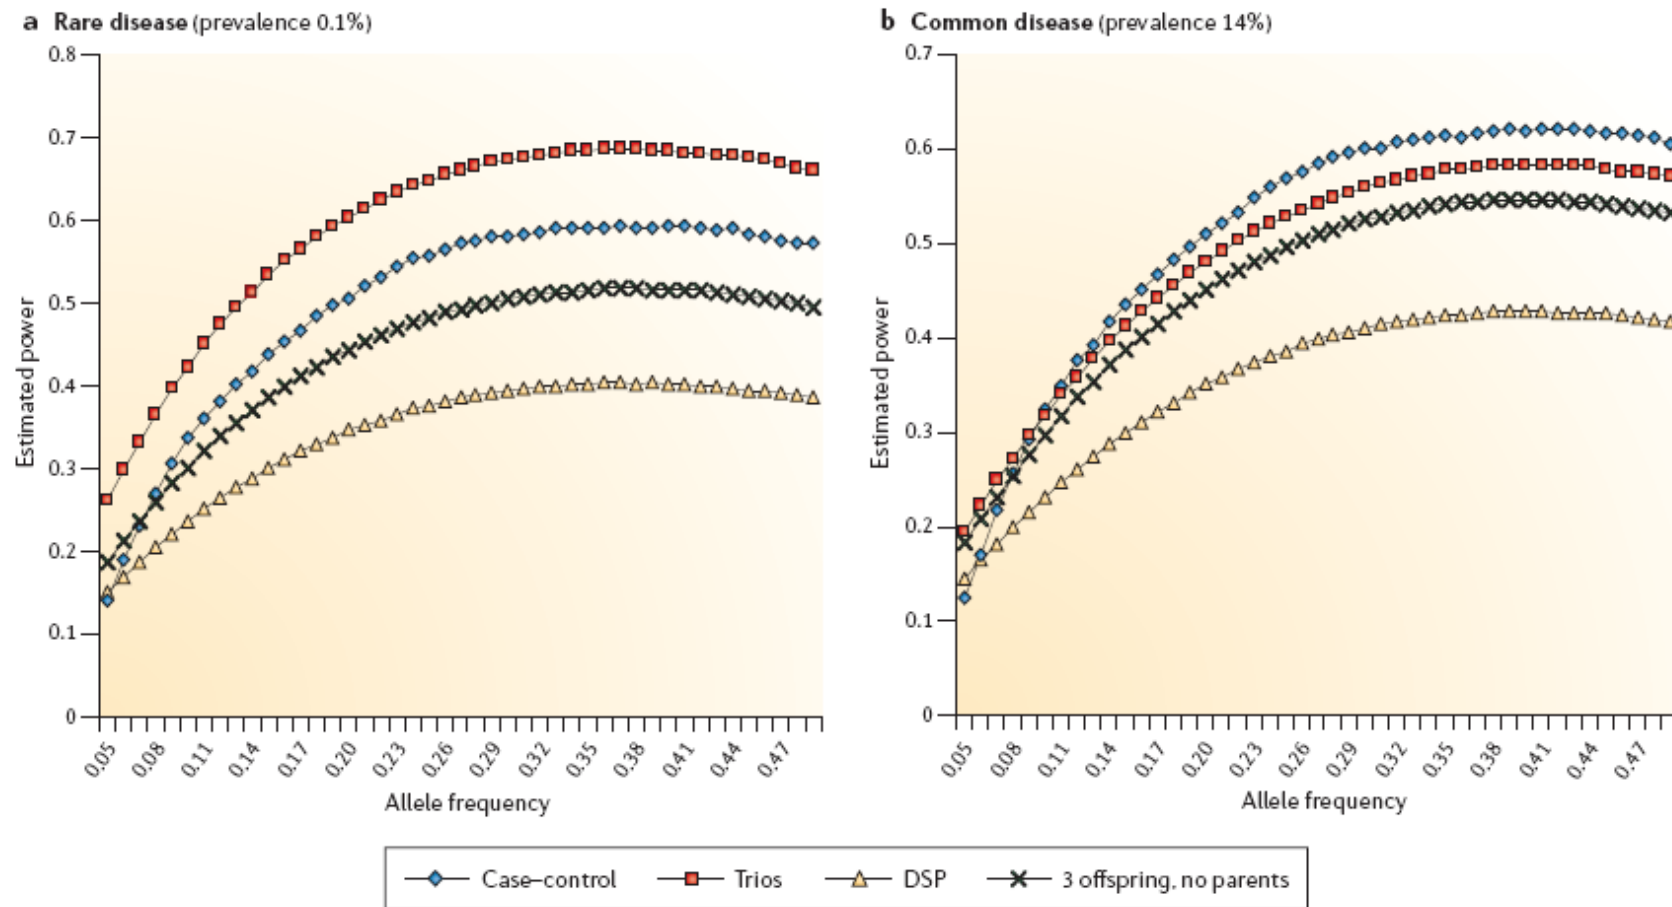 a Rare disease (prevalence 0.1%)
0.8
0.7
0.6
0.5
0.4
0.3
0.2
0.1
0
Estimated power
0.05 0.08 0.11 0.14 0.17 0.20 0.23 0.26 0.29 0.32 0.35 0.38 0.41 0.44 0.47
Allele frequency
b Common disease (prevalence 14%)
0.7
0.6
0.5
0.4
0.3
0.2
0.1
0
Estimated power
0.05 0.08 0.11 0.14 0.17 0.20 0.23 0.26 0.29 0.32 0.35 0.38 0.41 0.44 0.47
Allele frequency
Case–control Trios DSP 3 offspring, no parents